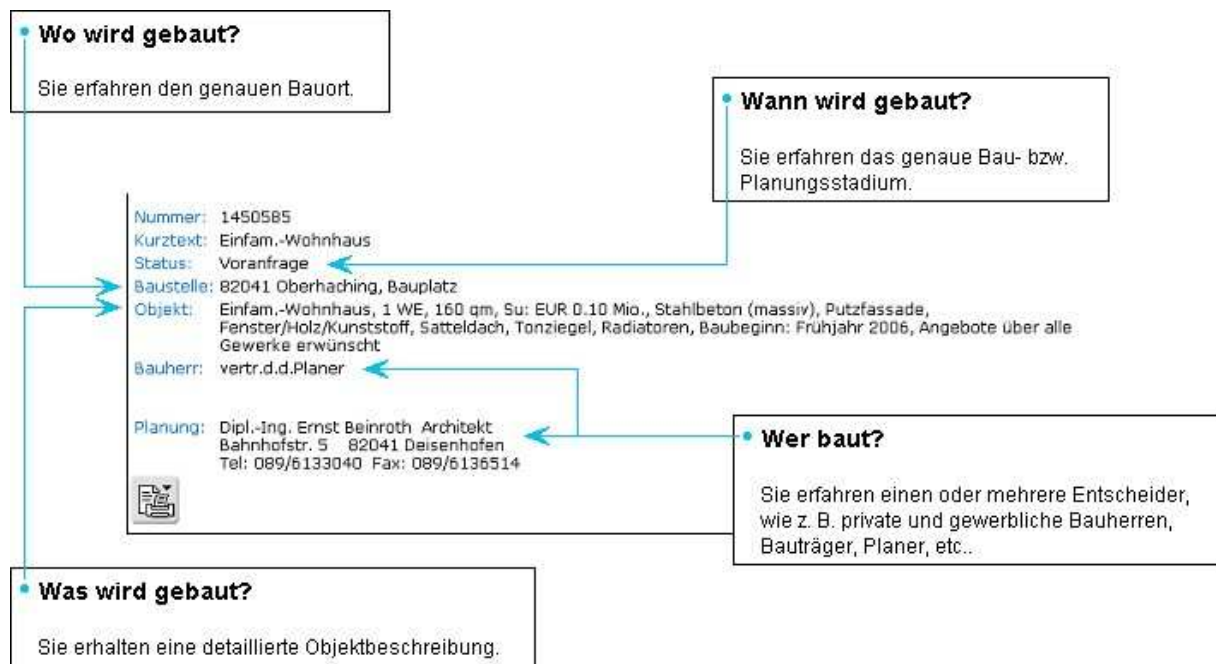 Wo wird gebaut?
Sie erfahren den genauen Bauort.
Wann wird gebaut?
Sie erfahren das genaue Bau- bzw.
Planungsstadium.
Nummer: 1450585
Kurztext: Einfam.-Wohnhaus
Status: Voranfrage
Baustelle: 82041 Oberhaching, Bauplatz
Objekt: Einfam.-Wohnhaus, 1 WE, 160 qm, Su: EUR 0.10 Mio., Stahlbeton (massiv), Putzfassade,
Fenster/Holz/Kunststoff, Satteldach, Tonziegel, Radiatoren, Baubeginn: Frühjahr 2006, Angebote über alle
Gewerke erwünscht
Bauherr: vertr.d.d.Planer
Planung: Dipl.-Ing. Ernst Beinroth Architekt
Bahnhofstr. 5 82041 Deisenhofen
Tel: 089/6133040 Fax: 089/6136514
Wer baut?
Sie erfahren einen oder mehrere Entscheider,
wie z. B. private und gewerbliche Bauherren,
Bauträger, Planer, etc..
Was wird gebaut?
Sie erhalten eine detaillierte Objektbeschreibung.